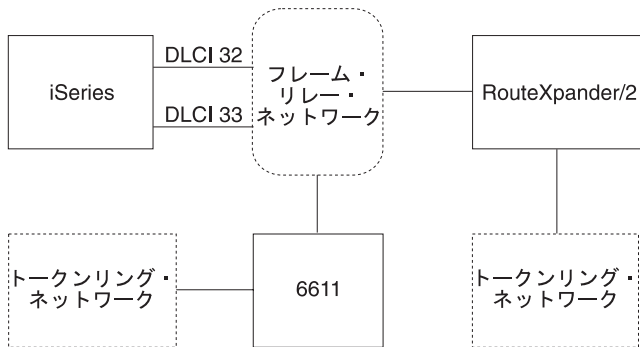 iSeries
DLCI 32
DLCI 33
フレーム・
リレー・
ネットワーク
RouteXpander/2
トークンリング・
ネットワーク
6611
トークンリング・
ネットワーク